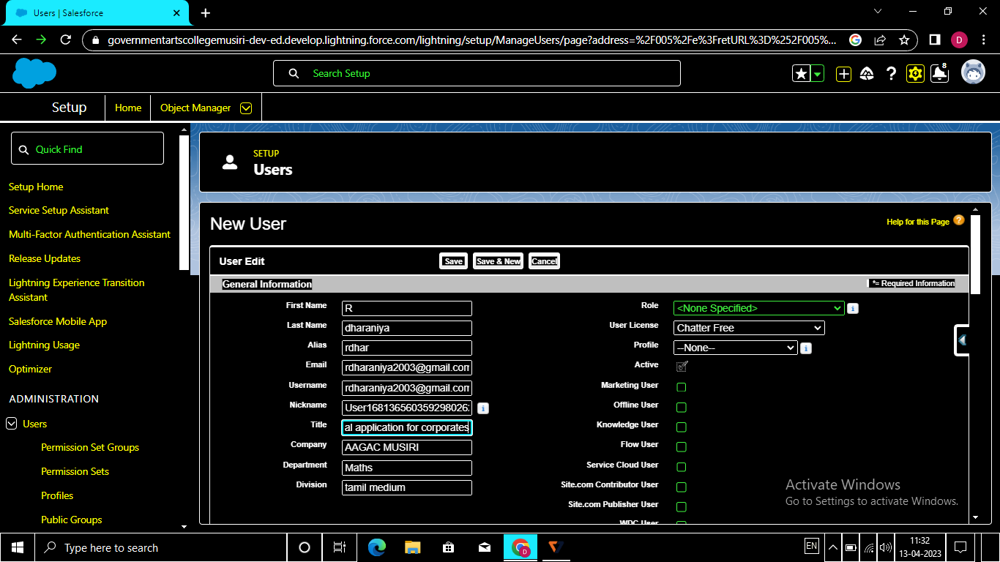 Users | Salesforce
governmentartscollegemusiri-dev-ed.develop.lightning.force.com/lightning/setup/ManageUsers/page?address=%2F005%2Fe%3FretURL%3D%252F005%...
D
Search Setup
8
Setup
Home
Object Manager
Quick Find
Setup Home
Service Setup Assistant
Multi-Factor Authentication Assistant
Release Updates
Lightning Experience Transition
Assistant
Salesforce Mobile App
Lightning Usage
Optimizer
ADMINISTRATION
Users
Permission Set Groups
Permission Sets
Profiles
Public Groups
SETUP
Users
New User
Help for this Page ?
User Edit
Save
Save & New
Cancel
General Information
*= Required Information
First Name R
Last Name dharaniya
Alias rdhar
Email rdharaniya2003@gmail.com
Username rdharaniya2003@gmail.com
Nickname User1681365603592980262 i
Title al application for corporates
Company AAGAC MUSIRI
Department Maths
Division tamil medium
Role <None Specified> i
User License Chatter Free
Profile --None-- i
Active
Marketing User
Offline User
Knowledge User
Flow User
Service Cloud User
Site.com Contributor User
Site.com Publisher User
WDC User
Activate Windows
Go to Settings to activate Windows.
Type here to search
D
EN
11:32
13-04-2023